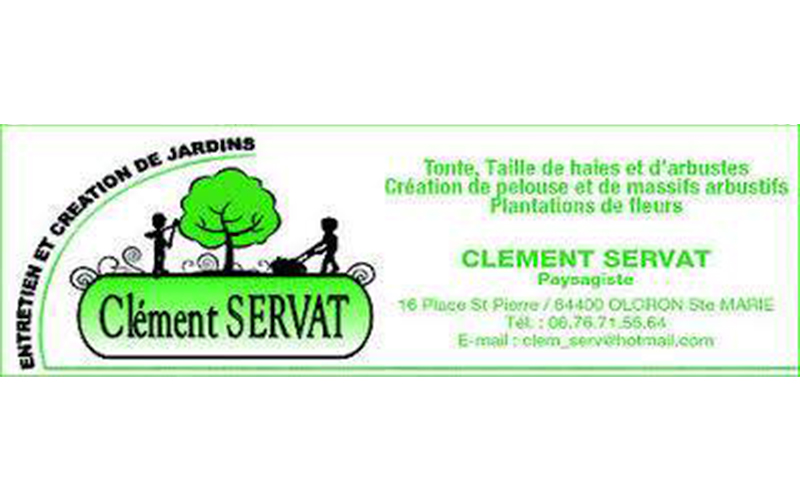 ENTRETIEN ET CREATION DE JARDINS
Clément SERVAT
Tonte, Taille de haies et d'arbustes
Création de pelouse et de massifs arbustifs
Plantations de fleurs
CLEMENT SERVAT
Paysagiste
16 Place St Pierre / 64400 OLORON Ste MARIE
Tél. : 06.76.71.55.64
E-mail : clem_serv@hotmail.com